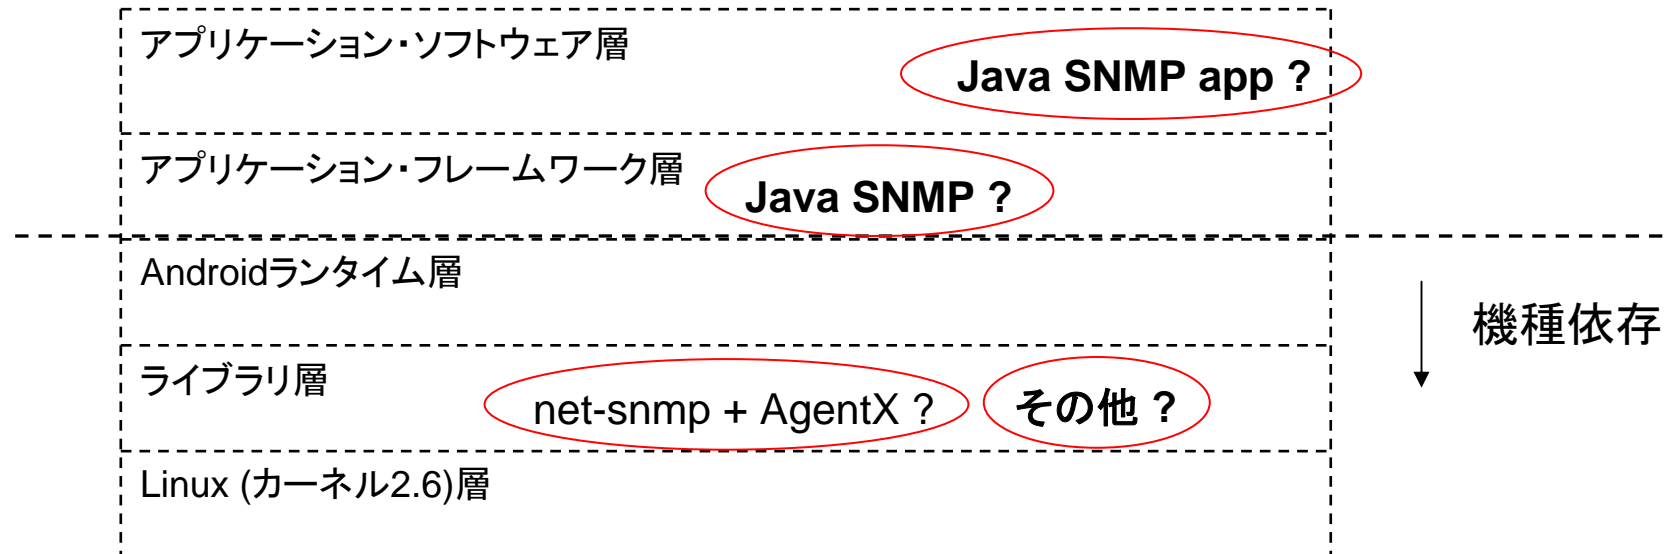 アプリケーション・ソフトウェア層
Java SNMP app ?
アプリケーション・フレームワーク層
Java SNMP ?
Androidランタイム層
機種依存
ライブラリ層
net-snmp + AgentX ?
その他 ?
Linux (カーネル2.6)層